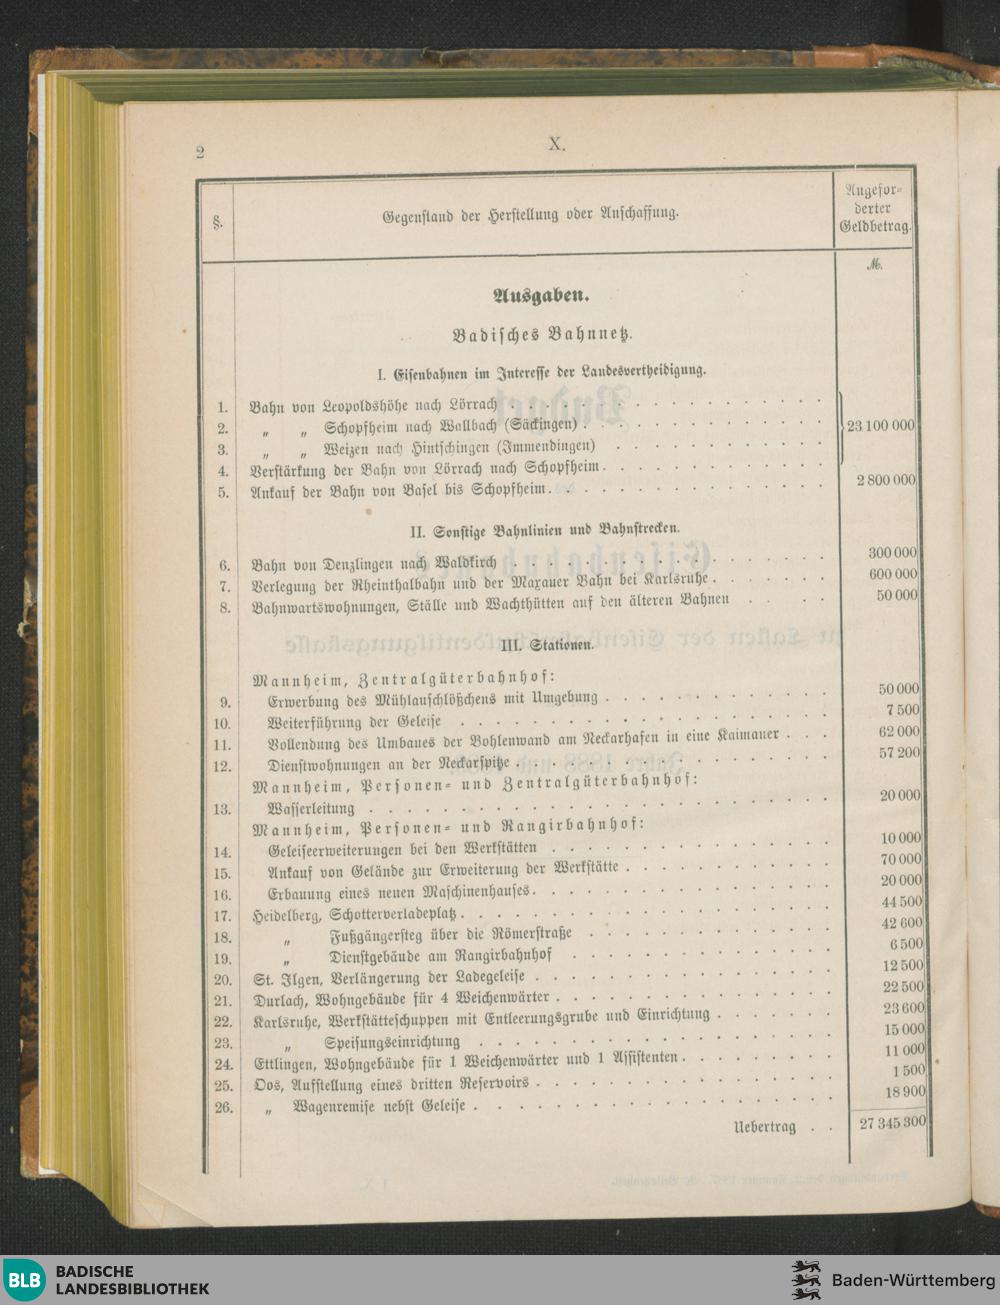 2
X.
§.
Gegenstand der Herstellung oder Anschaffung.
Angefor-
derter
Geldbetrag.
ℳ.
Ausgaben.
Badisches Bahnnetz.
I. Eisenbahnen im Interesse der Landesvertheidigung.
1. Bahn von Leopoldshöhe nach Lörrach
2. „ „ Schopfheim nach Wallbach (Säckingen) 23 100 000
3. „ „ Weizen nach Hintschingen (Immendingen)
4. Verstärkung der Bahn von Lörrach nach Schopfheim
5. Ankauf der Bahn von Basel bis Schopfheim 2 800 000
II. Sonstige Bahnlinien und Bahnstrecken.
6. Bahn von Denzlingen nach Waldkirch 300 000
7. Verlegung der Rheinthalbahn und der Maxauer Bahn bei Karlsruhe 600 000
8. Bahnwartswohnungen, Ställe und Wachthütten auf den älteren Bahnen 50 000
III. Stationen.
Mannheim, Zentralgüterbahnhof:
9. Erwerbung des Mühlauschlößchens mit Umgebung 50 000
10. Weiterführung der Geleise 7 500
11. Vollendung des Umbaues der Bohlenwand am Neckarhafen in eine Kaimauer 62 000
12. Dienstwohnungen an der Neckarspitze 57 200
Mannheim, Personen- und Zentralgüterbahnhof:
13. Wasserleitung 20 000
Mannheim, Personen- und Rangirbahnhof:
14. Geleiseerweiterungen bei den Werkstätten 10 000
15. Ankauf von Gelände zur Erweiterung der Werkstätte 70 000
16. Erbauung eines neuen Maschinenhauses 20 000
17. Heidelberg, Schotterverladeplatz 44 500
18. „ Fußgängersteg über die Römerstraße 42 600
19. „ Dienstgebäude am Rangirbahnhof 6 500
20. St. Ilgen, Verlängerung der Ladegeleise 12 500
21. Durlach, Wohngebäude für 4 Weichenwärter 22 500
22. Karlsruhe, Werkstätteschuppen mit Entleerungsgrube und Einrichtung 23 600
23. „ Speisungseinrichtung 15 000
24. Ettlingen, Wohngebäude für 1 Weichenwärter und 1 Assistenten 11 000
25. Oos, Aufstellung eines dritten Reservoirs 1 500
26. „ Wagenremise nebst Geleise 18 900
Uebertrag . . 27 345 300
BLB
BADISCHE
LANDESBIBLIOTHEK
Baden-Württemberg